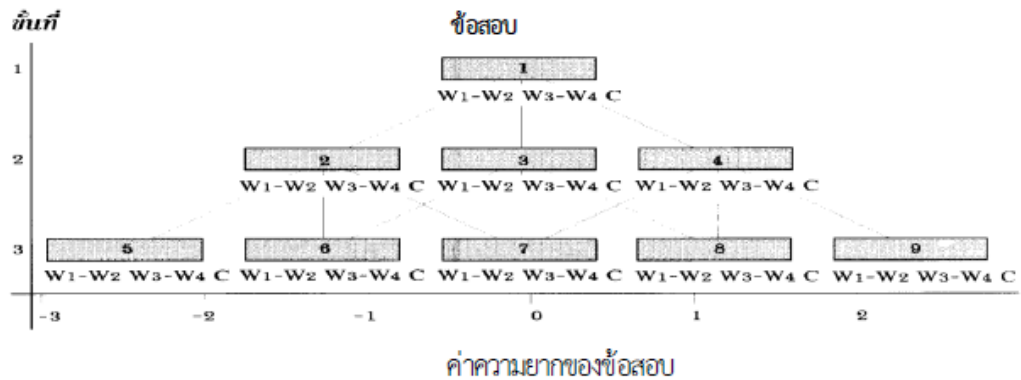 ขั้นที่ ข้อสอบ
1 1
W1-W2 W3-W4 C
2 2 3 4
W1-W2 W3-W4 C W1-W2 W3-W4 C W1-W2 W3-W4 C
3 5 6 7 8 9
W1-W2 W3-W4 C W1-W2 W3-W4 C W1-W2 W3-W4 C W1-W2 W3-W4 C W1-W2 W3-W4 C
-3 -2 -1 0 1 2
ค่าความยากของข้อสอบ